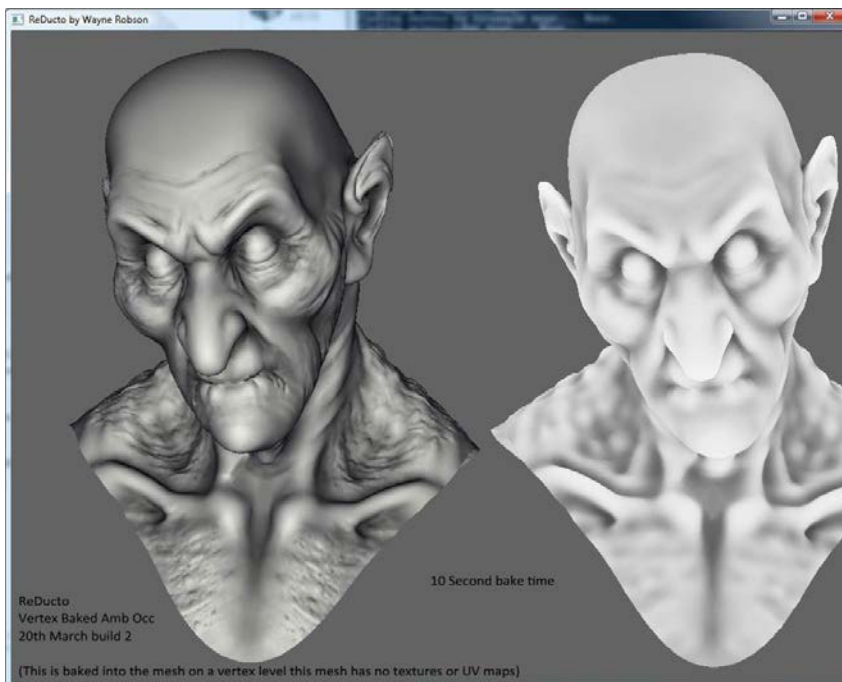 ReDucto by Wayne Robson
10 Second bake time
ReDucto
Vertex Baked Amb Occ
20th March build 2
(This is baked into the mesh on a vertex level this mesh has no textures or UV maps)